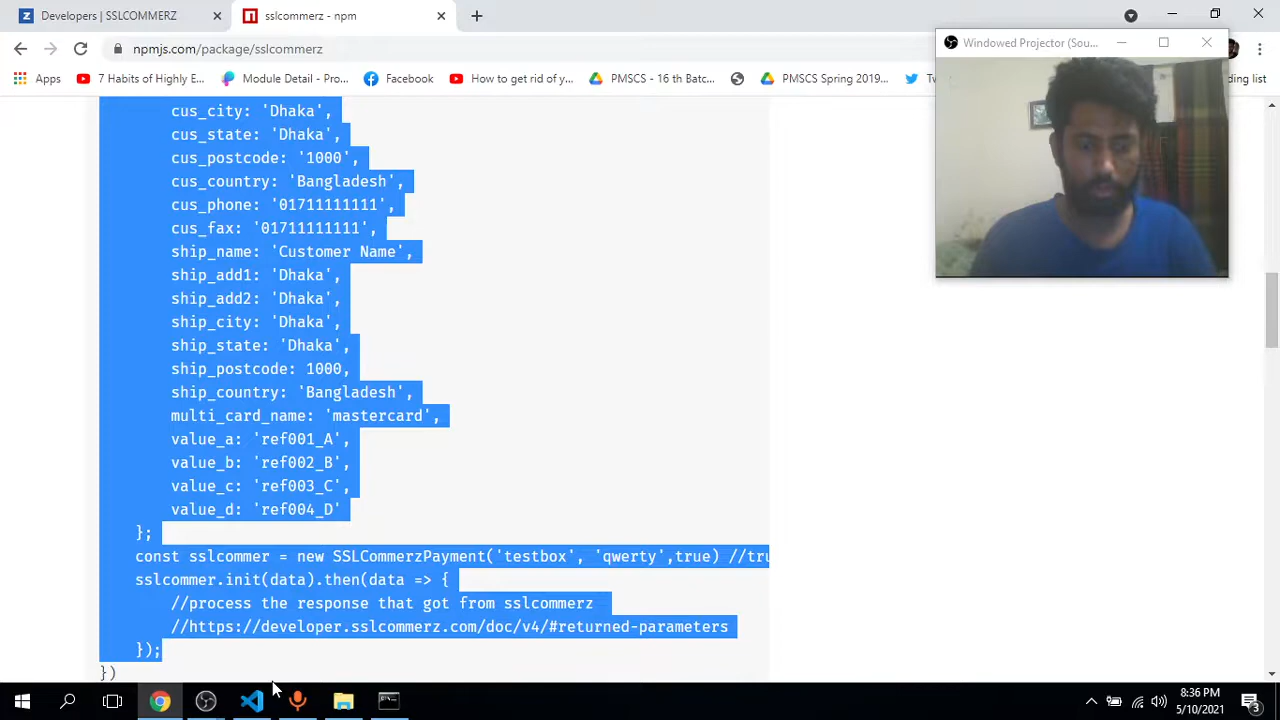 Developers | SSLCOMMERZ
sslcommerz - npm
npmjs.com/package/sslcommerz
Apps
7 Habits of Highly E...
Module Detail - Pro...
Facebook
How to get rid of y...
PMSCS - 16 th Batc...
PMSCS Spring 2019...
Windowed Projector (Sou...
cus_city: 'Dhaka',
cus_state: 'Dhaka',
cus_postcode: '1000',
cus_country: 'Bangladesh',
cus_phone: '01711111111',
cus_fax: '01711111111',
ship_name: 'Customer Name',
ship_add1: 'Dhaka',
ship_add2: 'Dhaka',
ship_city: 'Dhaka',
ship_state: 'Dhaka',
ship_postcode: 1000,
ship_country: 'Bangladesh',
multi_card_name: 'mastercard',
value_a: 'ref001_A',
value_b: 'ref002_B',
value_c: 'ref003_C',
value_d: 'ref004_D'
};
const sslcommer = new SSLCommerzPayment('testbox', 'qwerty',true) //tru
sslcommer.init(data).then(data => {
//process the response that got from sslcommerz
//https://developer.sslcommerz.com/doc/v4/#returned-parameters
});
})
8:36 PM
5/10/2021
3